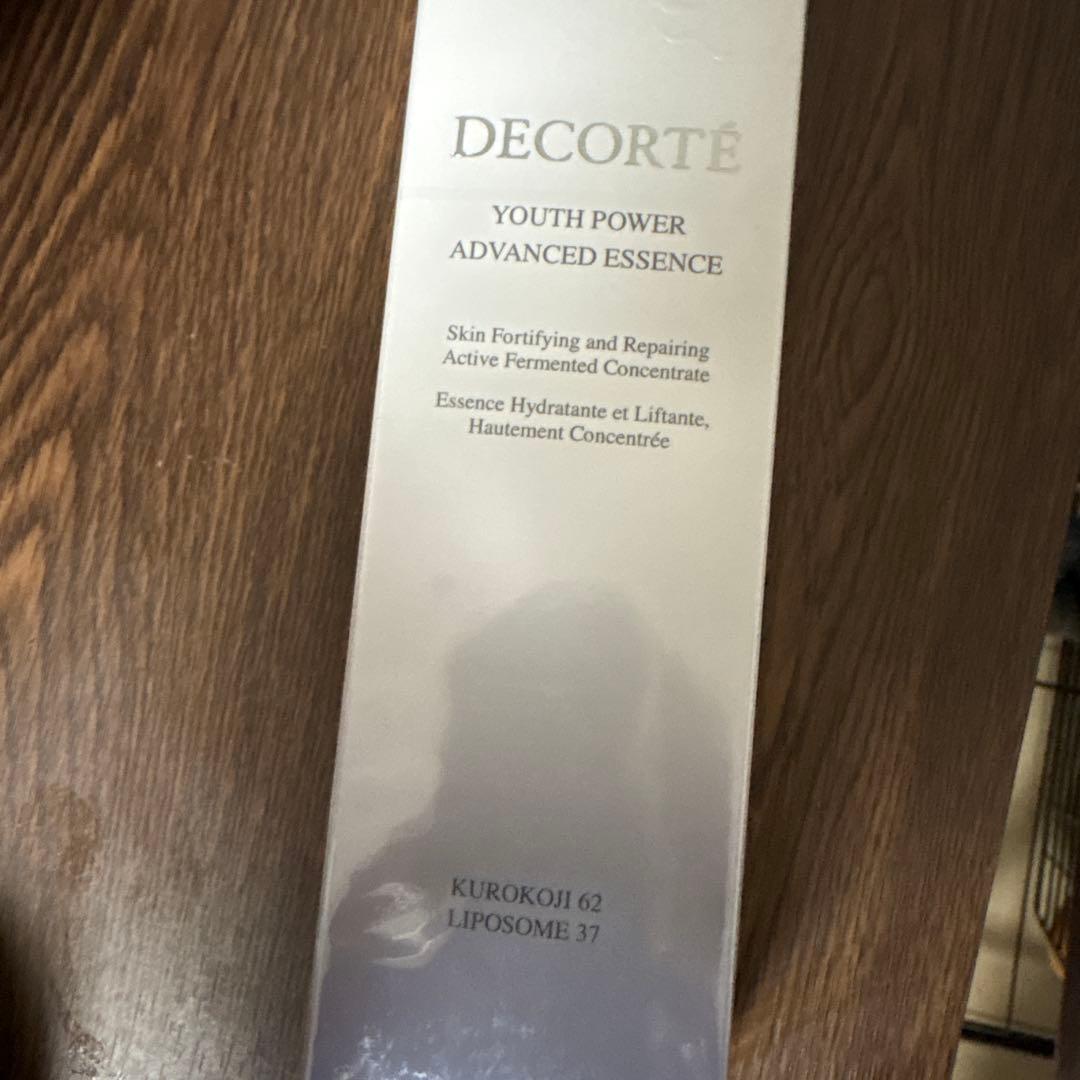 DECORTÉ
YOUTH POWER
ADVANCED ESSENCE
Skin Fortifying and Repairing
Active Fermented Concentrate
Essence Hydratante et Liftante,
Hautement Concentrée
KUROKOJI 62
LIPOSOME 37